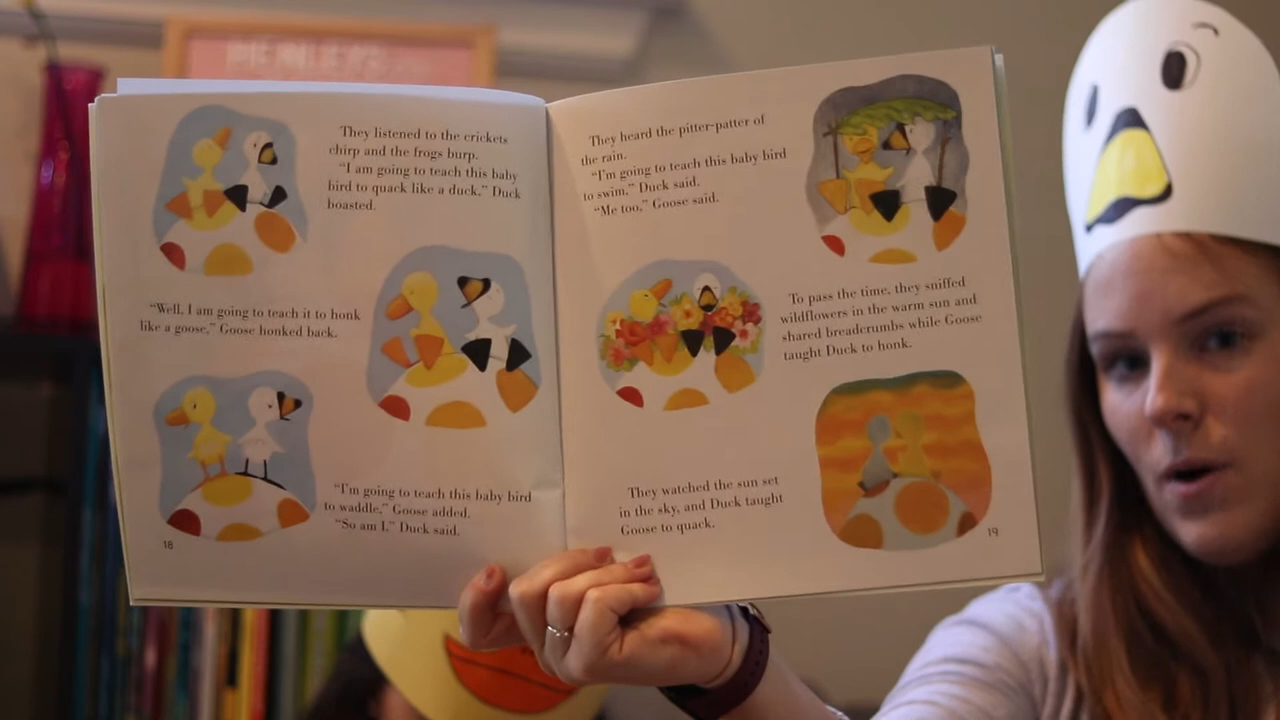 HENLEY
They listened to the crickets
chirp and the frogs burp.
"I am going to teach this baby
bird to quack like a duck," Duck
boasted.
"Well, I am going to teach it to honk
like a goose," Goose honked back.
"I'm going to teach this baby bird
to waddle," Goose added.
"So am I," Duck said.
18
They heard the pitter-patter of
the rain.
"I'm going to teach this baby bird
to swim," Duck said.
"Me too," Goose said.
To pass the time, they sniffed
wildflowers in the warm sun and
shared breadcrumbs while Goose
taught Duck to honk.
They watched the sun set
in the sky, and Duck taught
Goose to quack.
19